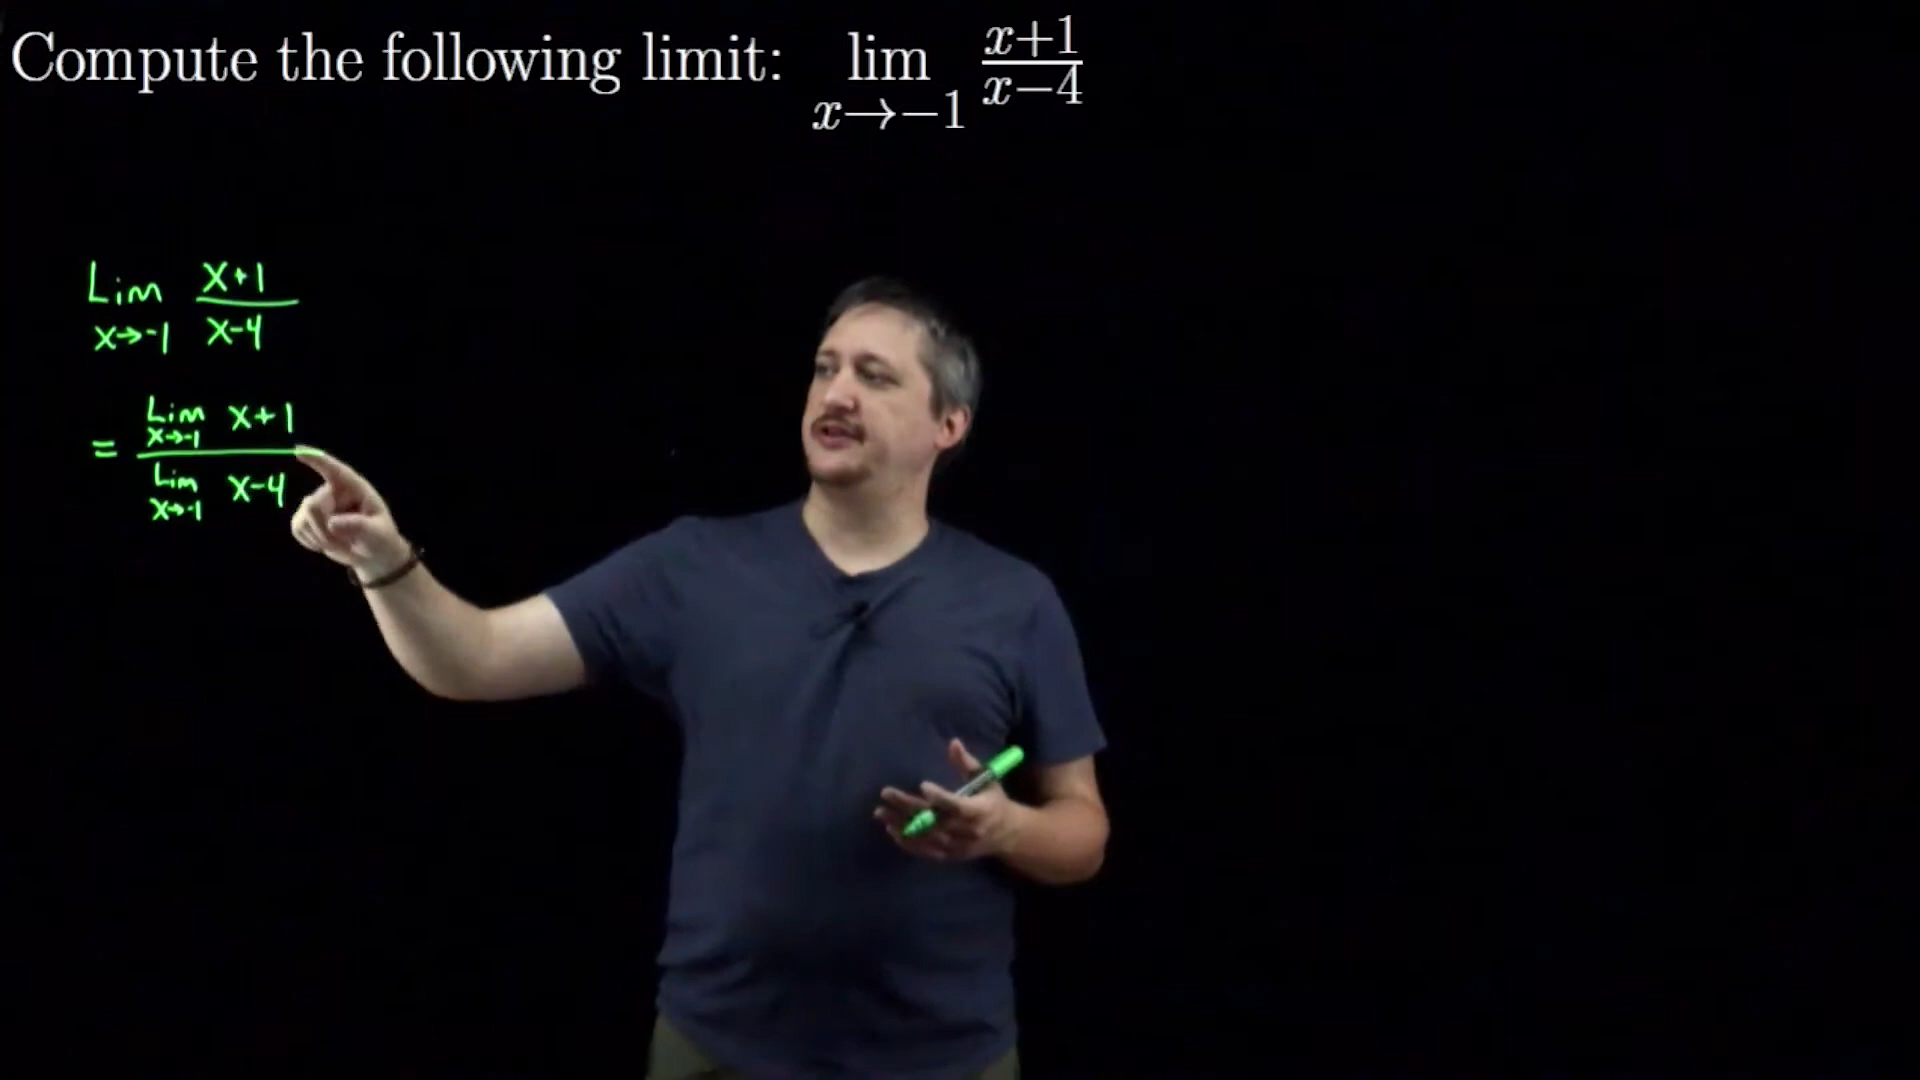 Compute the following limit: lim x→−1 x+1/x−4
Lim x→-1 x+1/x-4
= Lim x→-1 x+1 / Lim x→-1 x-4